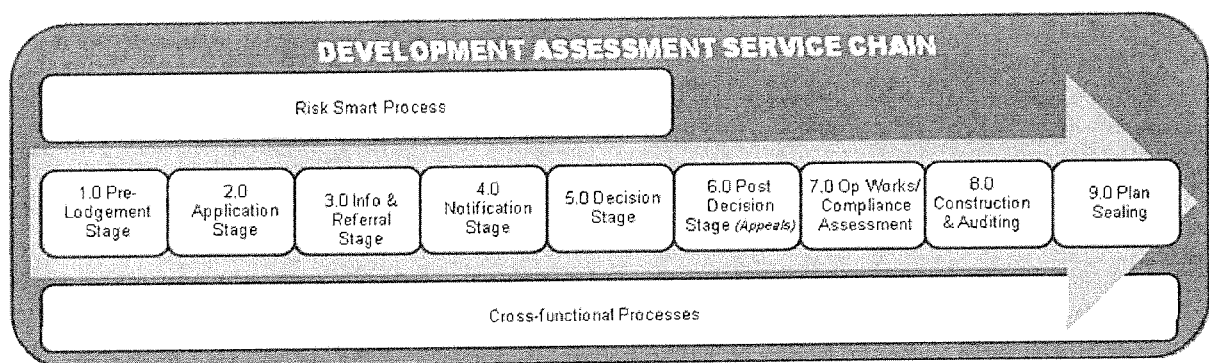 DEVELOPMENT ASSESSMENT SERVICE CHAIN
Risk Smart Process
1.0 Pre-
Lodgement
Stage
2.0
Application
Stage
3.0 Info &
Referral
Stage
4.0
Notification
Stage
5.0 Decision
Stage
6.0 Post
Decision
Stage (Appeals)
7.0 Op Works/
Compliance
Assessment
8.0
Construction
& Auditing
9.0 Plan
Sealing
Cross-functional Processes